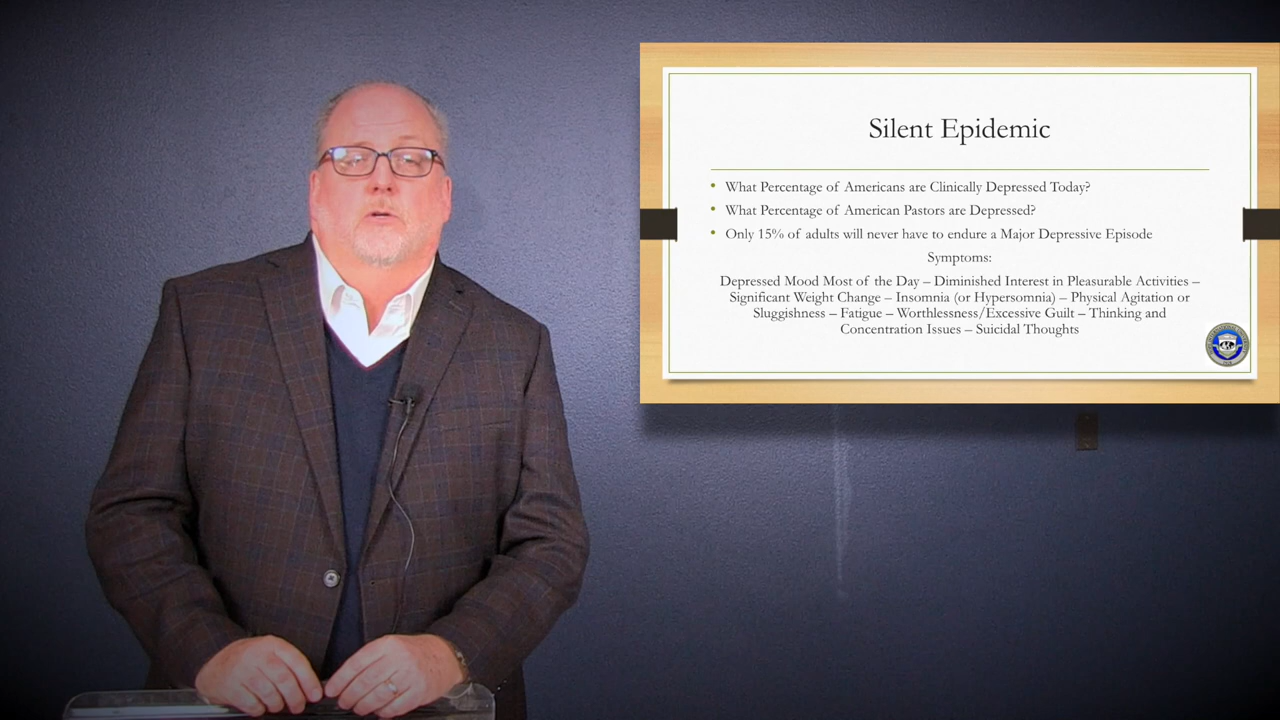 Silent Epidemic
• What Percentage of Americans are Clinically Depressed Today?
• What Percentage of American Pastors are Depressed?
• Only 15% of adults will never have to endure a Major Depressive Episode
Symptoms:
Depressed Mood Most of the Day – Diminished Interest in Pleasurable Activities –
Significant Weight Change – Insomnia (or Hypersomnia) – Physical Agitation or
Sluggishness – Fatigue – Worthlessness/Excessive Guilt – Thinking and
Concentration Issues – Suicidal Thoughts